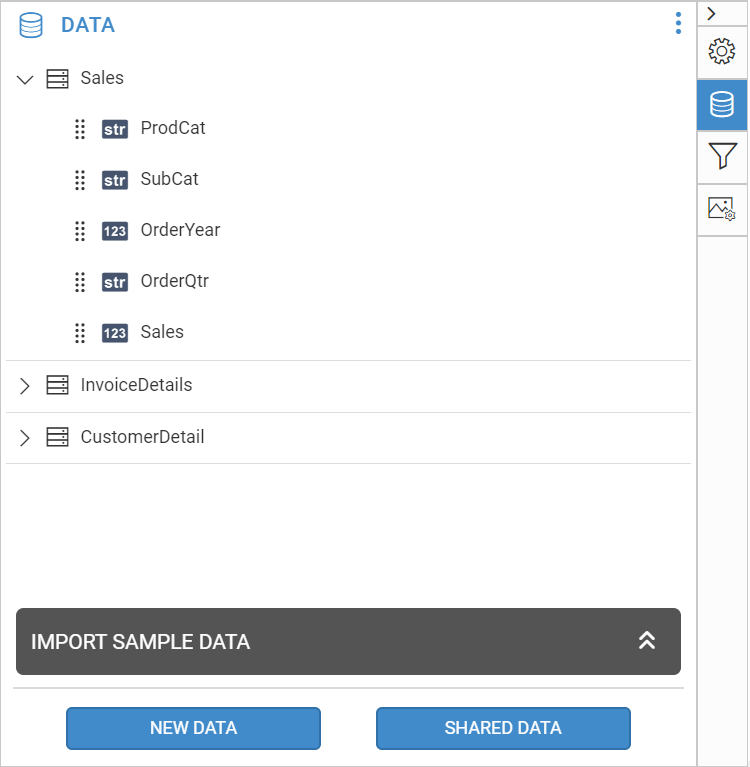 DATA
Sales
str ProdCat
str SubCat
123 OrderYear
str OrderQtr
123 Sales
InvoiceDetails
CustomerDetail
IMPORT SAMPLE DATA
NEW DATA SHARED DATA